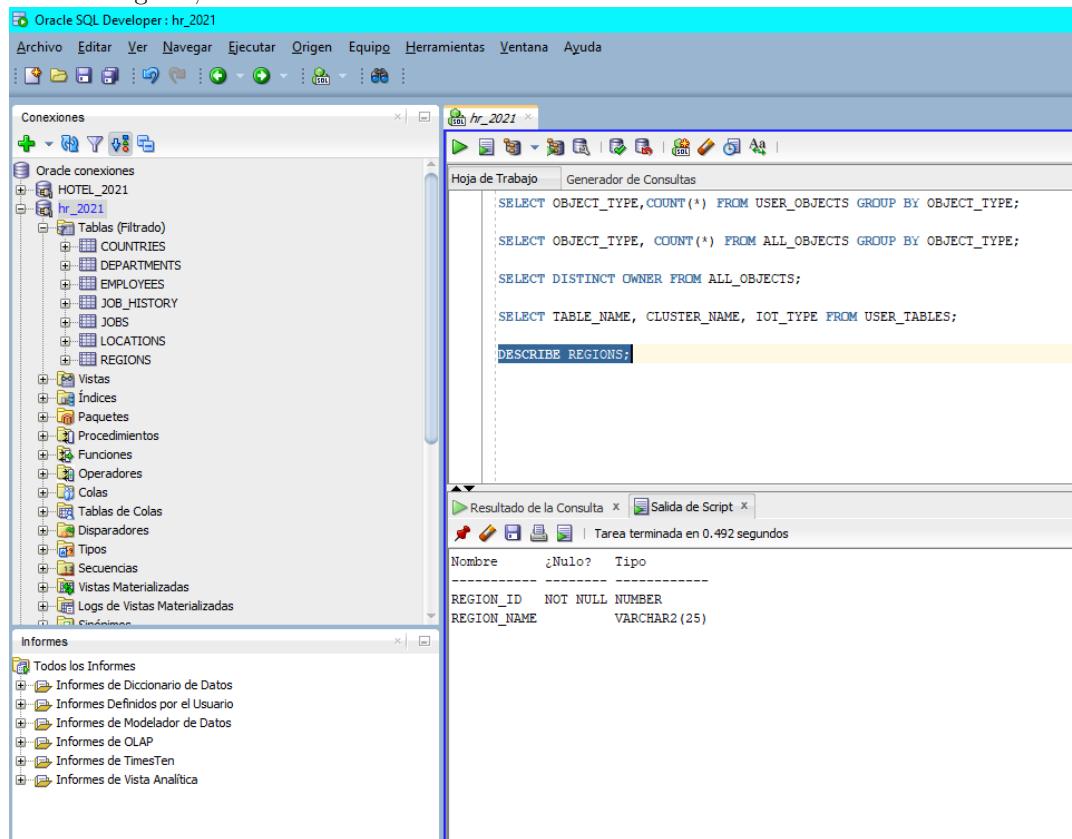 Oracle SQL Developer : hr_2021
Archivo Editar Ver Navegar Ejecutar Origen Equipo Herramientas Ventana Ayuda
Conexiones
Oracle conexiones
HOTEL_2021
hr_2021
Tablas (Filtrado)
COUNTRIES
DEPARTMENTS
EMPLOYEES
JOB_HISTORY
JOBS
LOCATIONS
REGIONS
Vistas
Índices
Paquetes
Procedimientos
Funciones
Operadores
Colas
Tablas de Colas
Disparadores
Tipos
Secuencias
Vistas Materializadas
Logs de Vistas Materializadas
Sinónimos
Informes
Todos los Informes
Informes de Diccionario de Datos
Informes Definidos por el Usuario
Informes de Modelador de Datos
Informes de OLAP
Informes de TimesTen
Informes de Vista Analítica
hr_2021
Hoja de Trabajo Generador de Consultas
SELECT OBJECT_TYPE,COUNT(*) FROM USER_OBJECTS GROUP BY OBJECT_TYPE;
SELECT OBJECT_TYPE, COUNT(*) FROM ALL_OBJECTS GROUP BY OBJECT_TYPE;
SELECT DISTINCT OWNER FROM ALL_OBJECTS;
SELECT TABLE_NAME, CLUSTER_NAME, IOT_TYPE FROM USER_TABLES;
DESCRIBE REGIONS;
Resultado de la Consulta x Salida de Script x
Tarea terminada en 0.492 segundos
Nombre ¿Nulo? Tipo
----------- -------- ------------
REGION_ID NOT NULL NUMBER
REGION_NAME VARCHAR2(25)